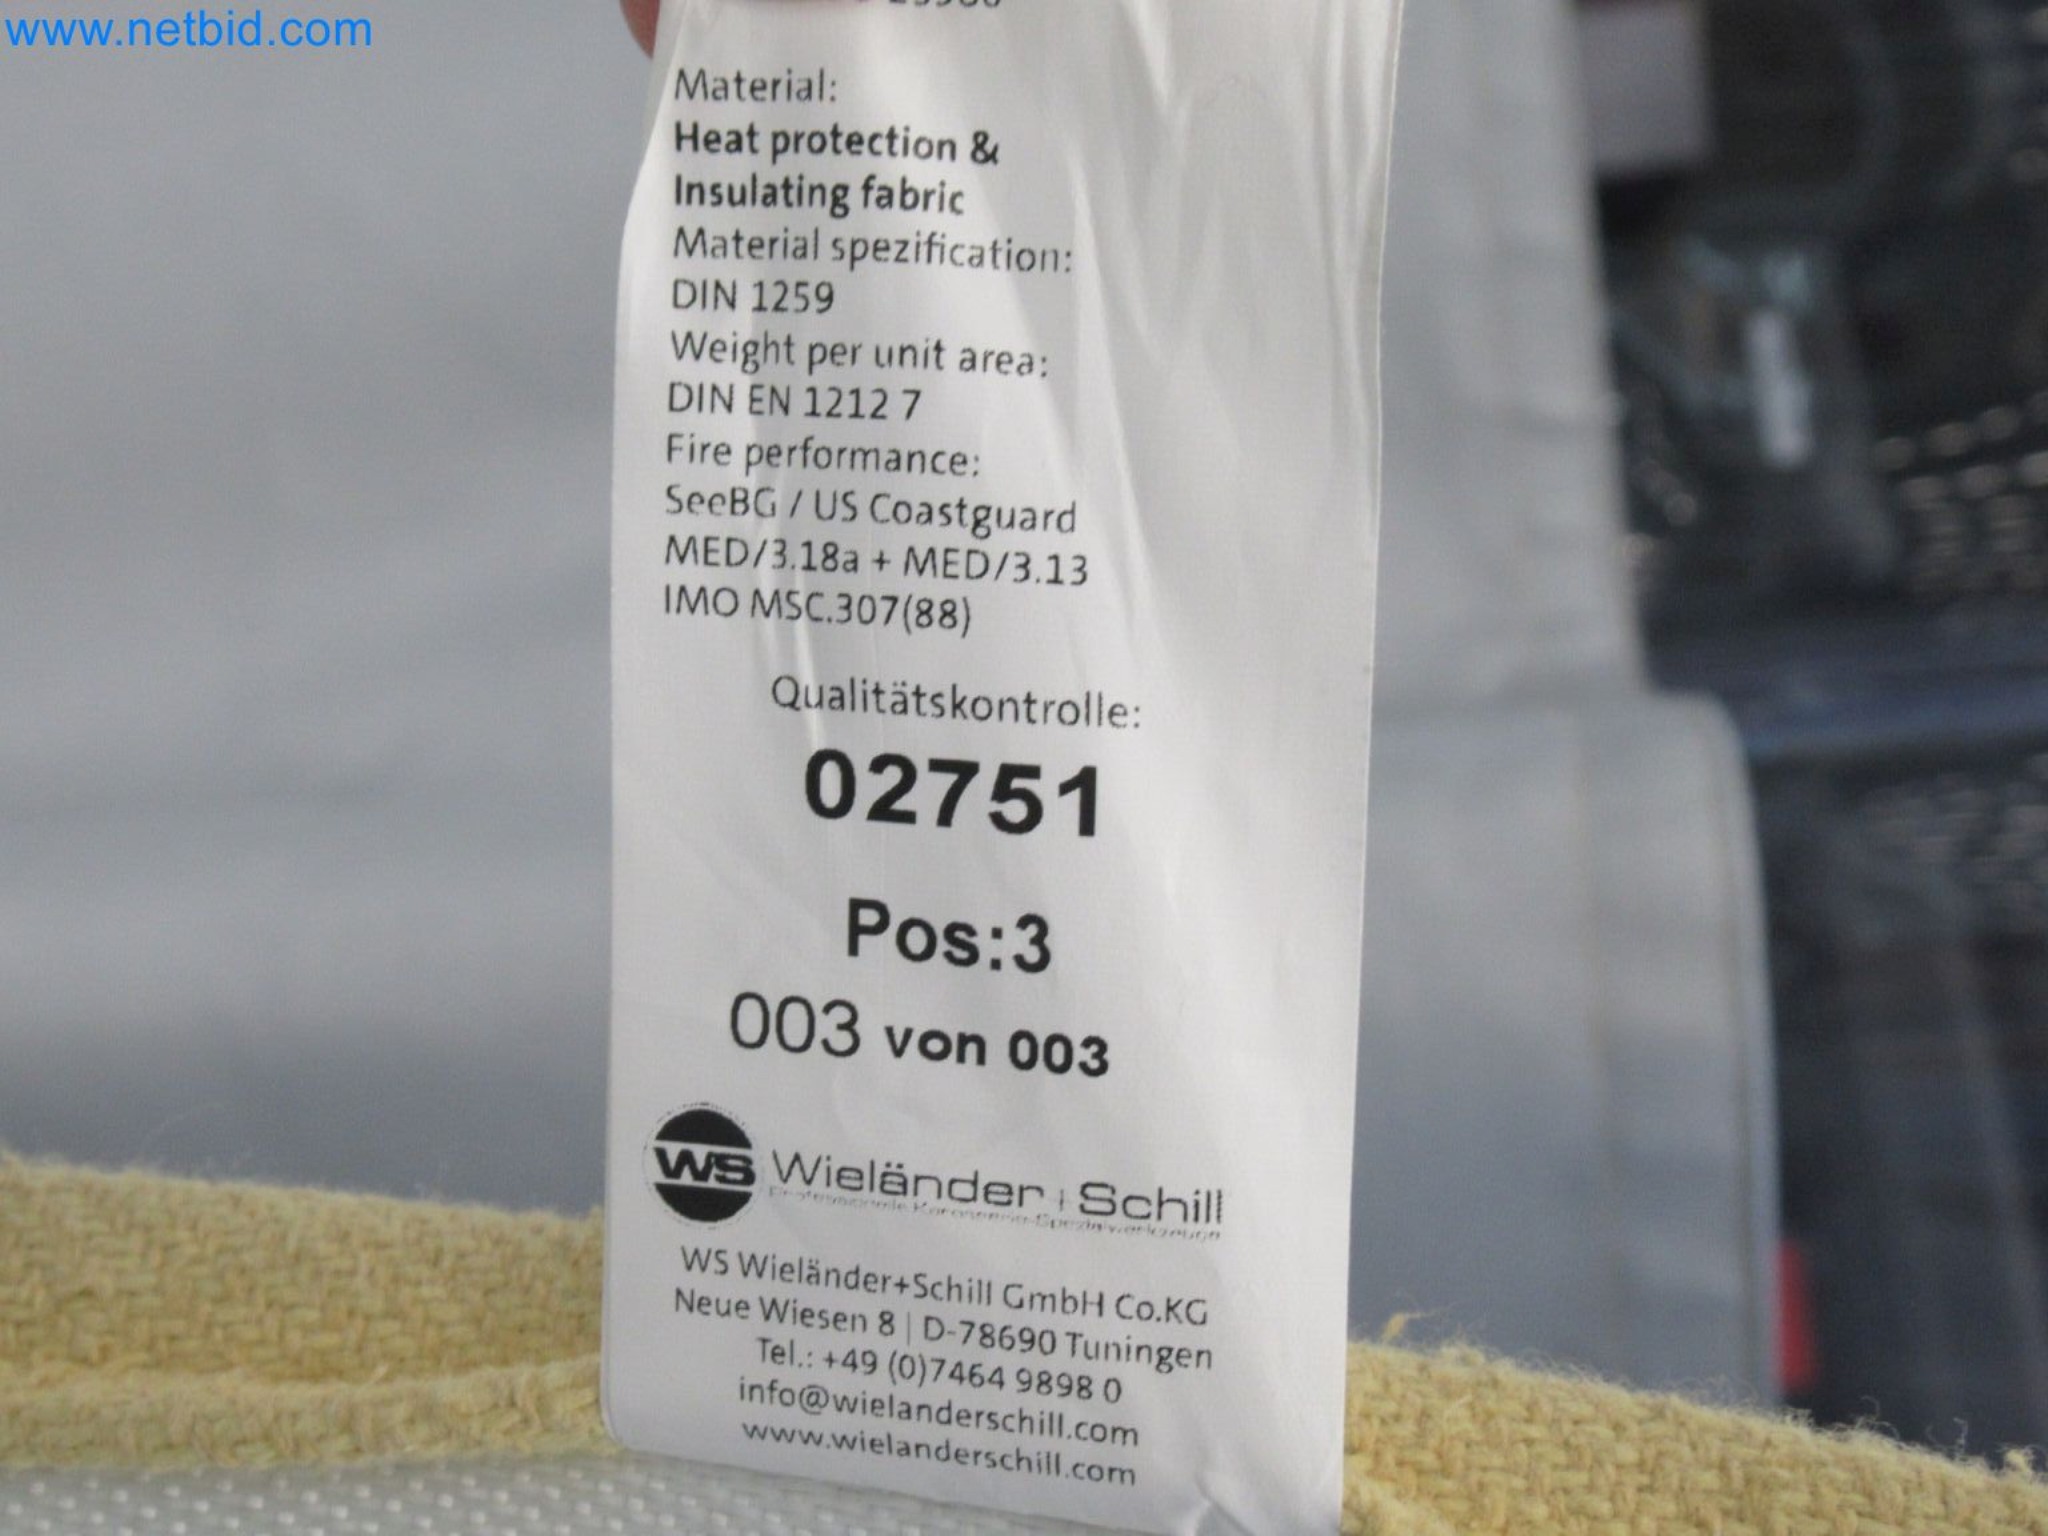 www.netbid.com
Material:
Heat protection &
Insulating fabric
Material spezification:
DIN 1259
Weight per unit area:
DIN EN 1212 7
Fire performance:
SeeBG / US Coastguard
MED/3.18a + MED/3.13
IMO MSC.307(88)
Qualitätskontrolle:
02751
Pos:3
003 von 003
WS Wieländer+Schill
Professionelle Karosserie-Spezialwerkzeuge
WS Wieländer+Schill GmbH Co.KG
Neue Wiesen 8 | D-78690 Tuningen
Tel.: +49 (0)7464 9898 0
info@wielanderschill.com
www.wielanderschill.com